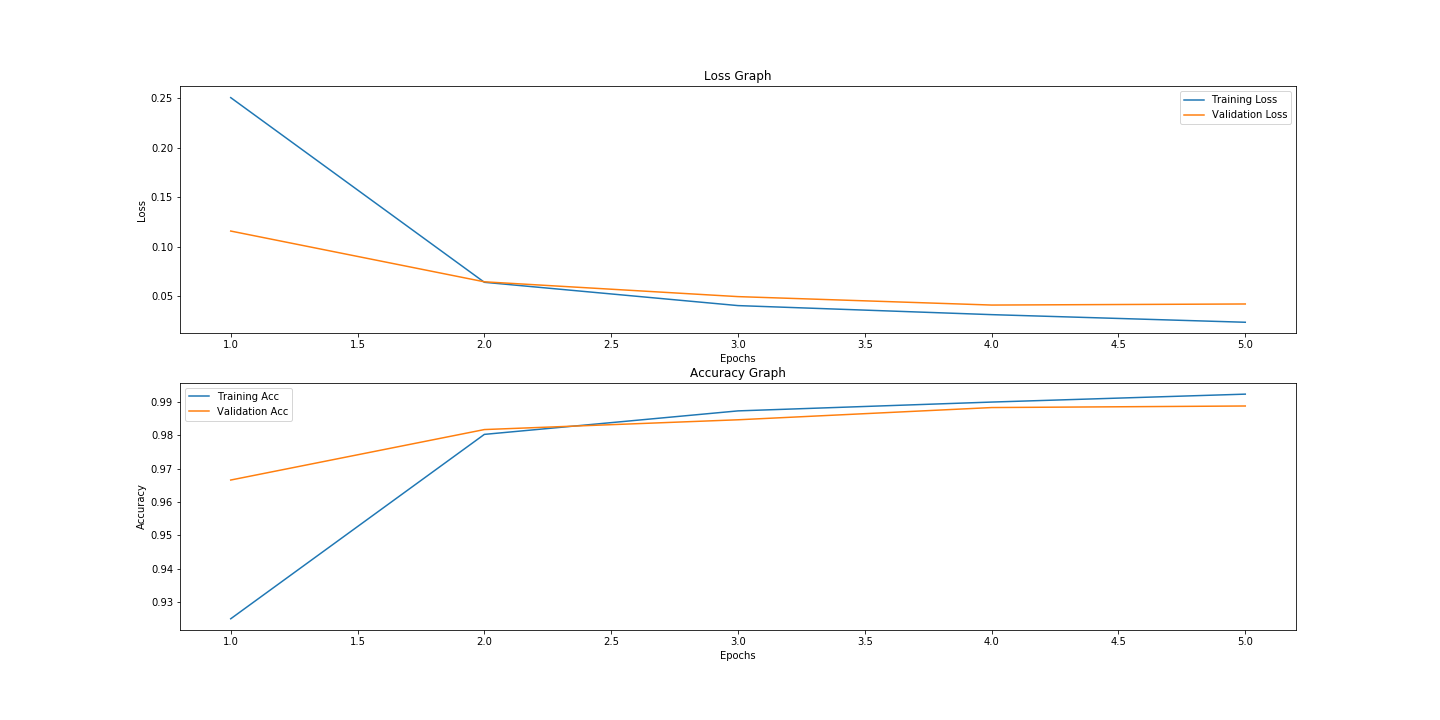 Loss Graph
0.25
0.20
0.15
0.10
0.05
Loss
Training Loss
Validation Loss
1.0 1.5 2.0 2.5 3.0 3.5 4.0 4.5 5.0
Epochs
Accuracy Graph
0.99
0.98
0.97
0.96
0.95
0.94
0.93
Accuracy
Training Acc
Validation Acc
1.0 1.5 2.0 2.5 3.0 3.5 4.0 4.5 5.0
Epochs